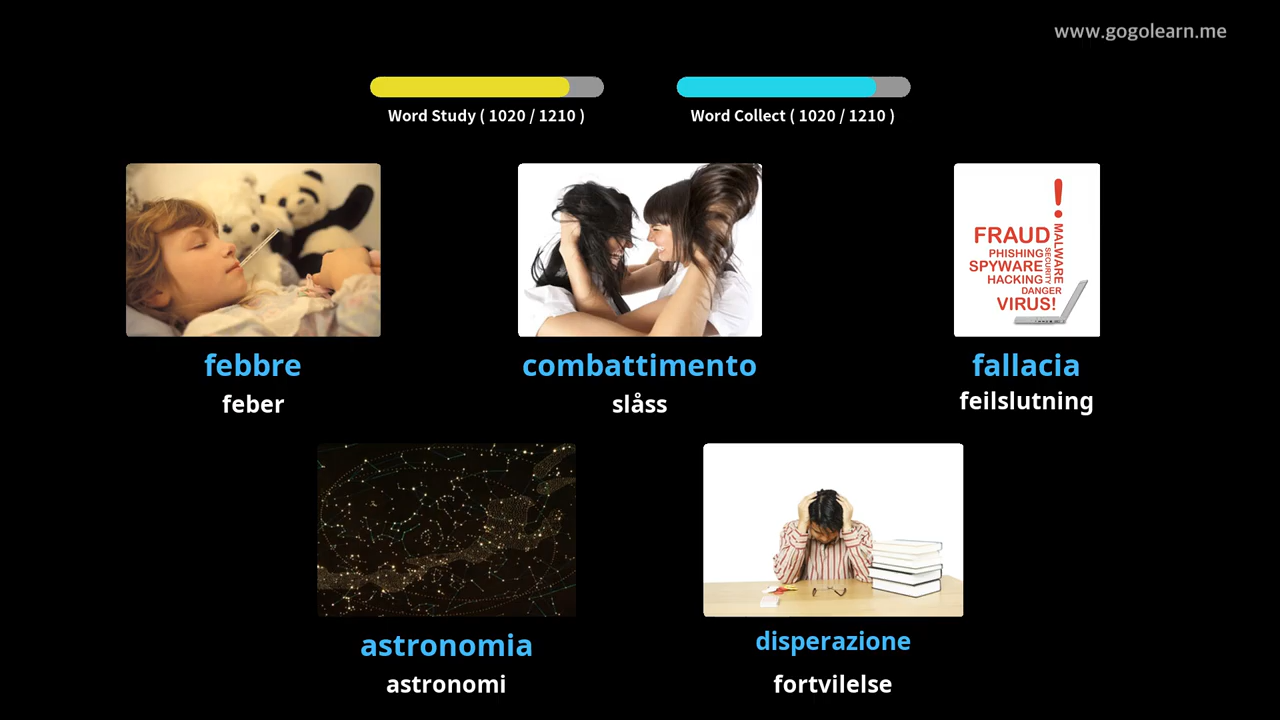 www.gogolearn.me
Word Study ( 1020 / 1210 )
Word Collect ( 1020 / 1210 )
!
FRAUD
PHISHING
SPYWARE
HACKING
DANGER
VIRUS!
SECURITY
MALWARE
febbre
combattimento
fallacia
feber
slåss
feilslutning
astronomia
disperazione
astronomi
fortvilelse